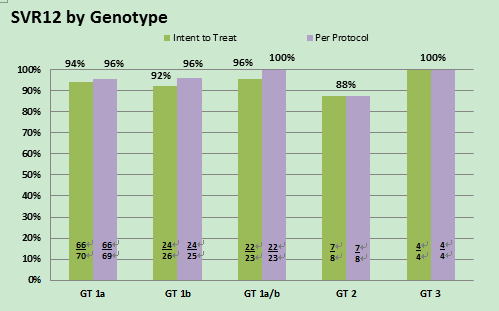 SVR12 by Genotype
Intent to Treat Per Protocol
94% 96% 92% 96% 96% 100% 88% 100%
100%
90%
80%
70%
60%
50%
40%
30%
20%
10%
0%
66 66 24 24 22 22 7 7 4 4
70 69 26 25 23 23 8 8 4 4
GT 1a GT 1b GT 1a/b GT 2 GT 3